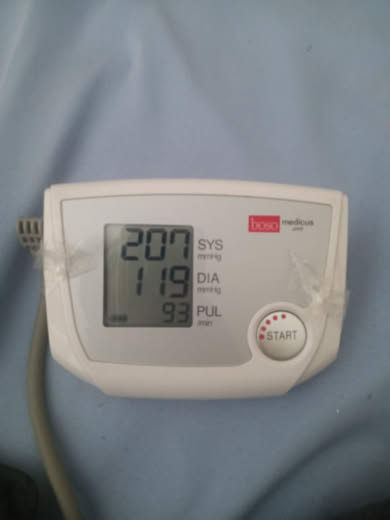 boso medicus
207 SYS
mmHg
119 DIA
mmHg
93 PUL
/min
START